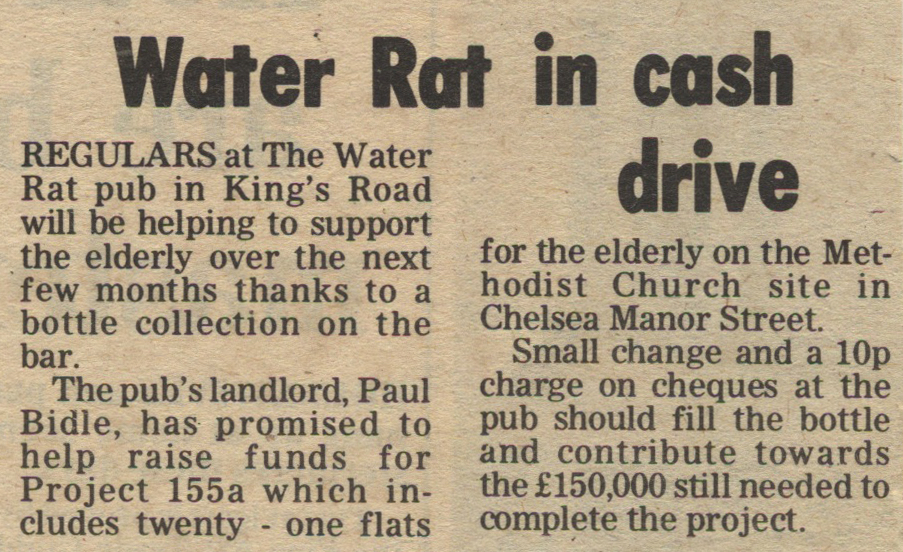 Water Rat in cash
drive
REGULARS at The Water
Rat pub in King's Road
will be helping to support
the elderly over the next
few months thanks to a
bottle collection on the
bar.
The pub's landlord, Paul
Bidle, has promised to
help raise funds for
Project 155a which in-
cludes twenty - one flats
for the elderly on the Met-
hodist Church site in
Chelsea Manor Street.
Small change and a 10p
charge on cheques at the
pub should fill the bottle
and contribute towards
the £150,000 still needed to
complete the project.